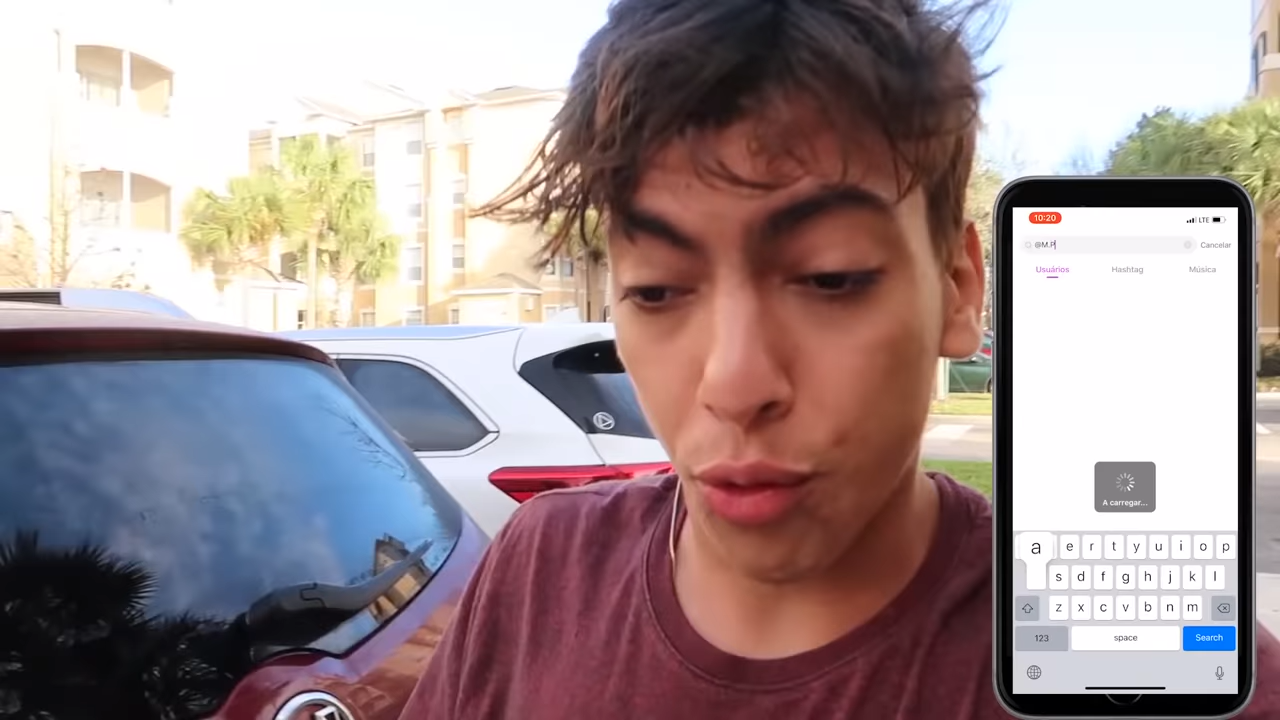 10:20
LTE
@M.P
Cancelar
Usuários
Hashtag
Música
A carregar...
a e r t y u i o p
s d f g h j k l
z x c v b n m
123
space
Search